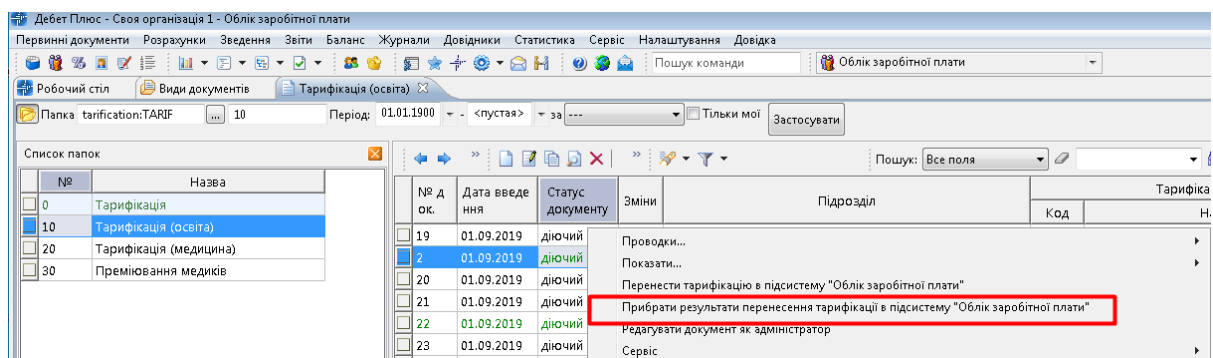 Дебет Плюс - Своя організація 1 - Облік заробітної плати
Первинні документи Розрахунки Зведення Звіти Баланс Журнали Довідники Статистика Сервіс Налаштування Довідка
Пошук команди Облік заробітної плати
Робочий стіл Види документів Тарифікація (освіта)
Папка tarification:TARIF ... 10 Період: 01.01.1900 - <пустая> за --- Тільки мої Застосувати
Список папок Пошук: Все поля
№ Назва
0 Тарифікація
10 Тарифікація (освіта)
20 Тарифікація (медицина)
30 Преміювання медиків
№ д ок. Дата введе ння Статус документу Зміни Підрозділ Тарифіка
Код Н
19 01.09.2019 діючий
2 01.09.2019 діючий
20 01.09.2019 діючий
21 01.09.2019 діючий
22 01.09.2019 діючий
23 01.09.2019 діючий
Проводки...
Показати...
Перенести тарифікацію в підсистему "Облік заробітної плати"
Прибрати результати перенесення тарифікації в підсистему "Облік заробітної плати"
Редагувати документ як адміністратор
Сервіс